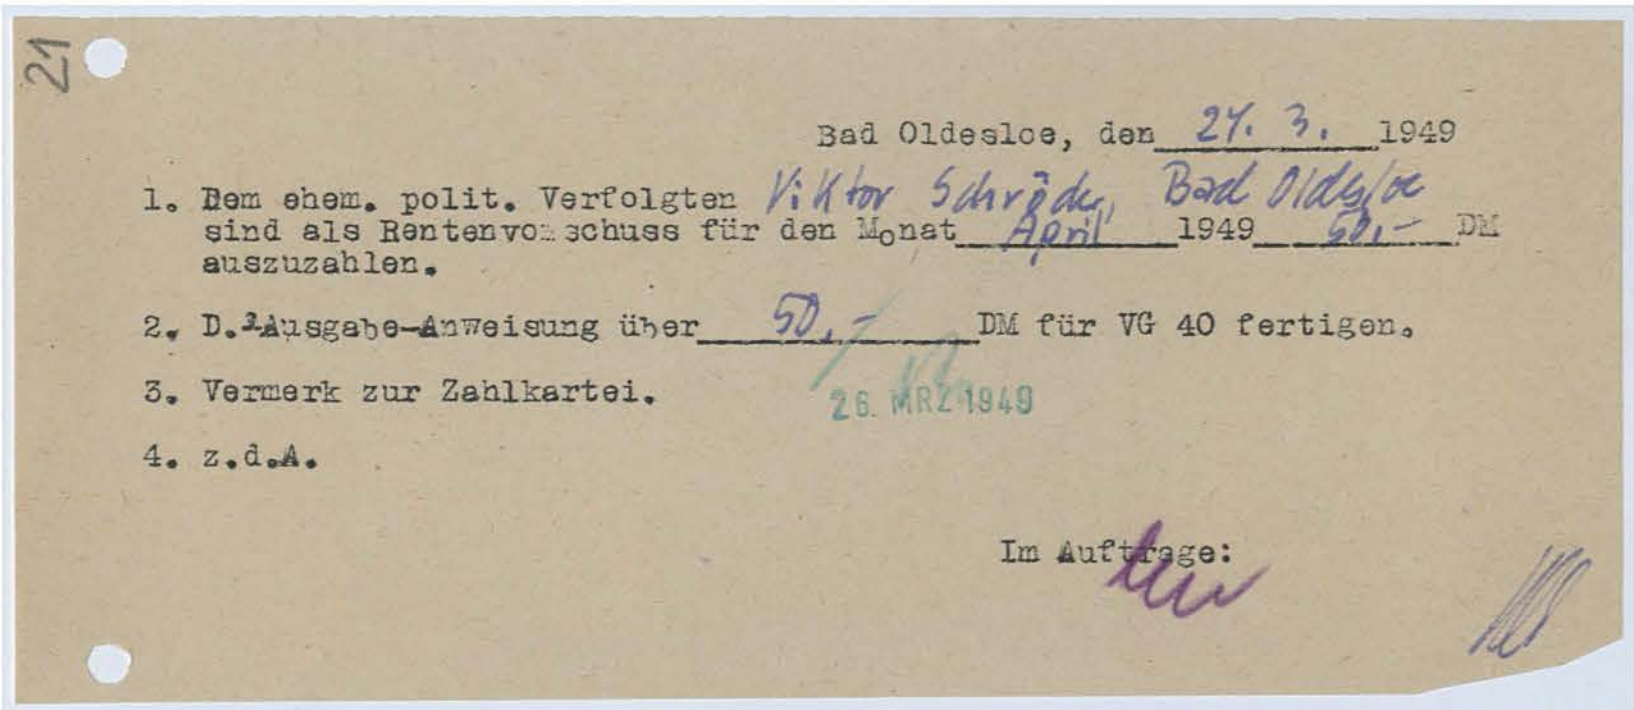 21
Bad Oldesloe, den 24. 3. 1949
1. Dem ehem. polit. Verfolgten Viktor Schröder, Bad Oldesloe
sind als Rentenvorschuss für den Monat April 1949 50,- DM
auszuzahlen.
2. D. Ausgabe-Anweisung über 50,- DM für VG 40 fertigen.
3. Vermerk zur Zahlkartei.
26. MRZ 1949
4. z.d.A.
Im Auftrage: